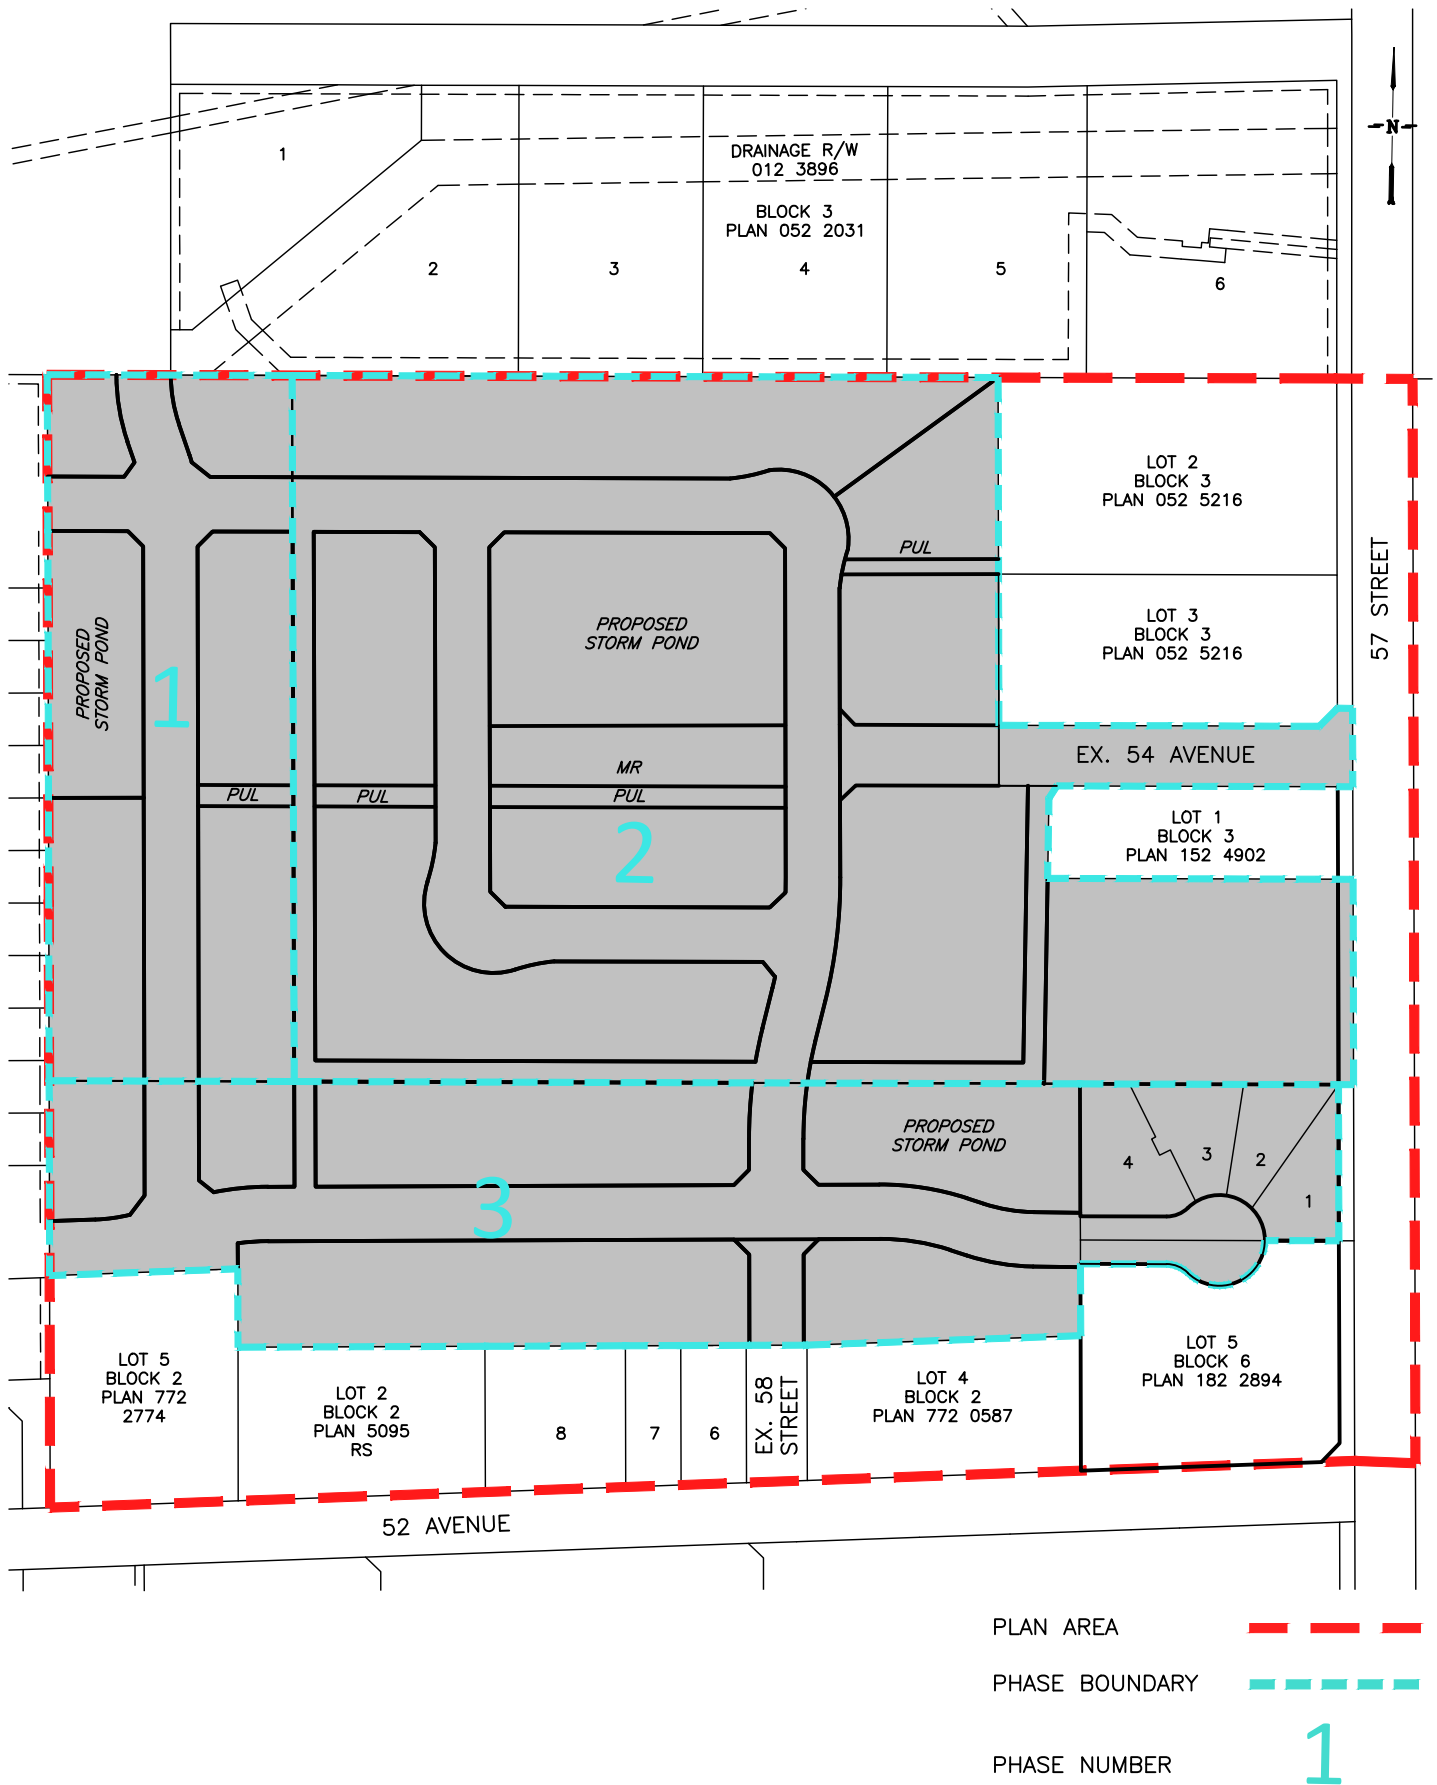 1
DRAINAGE R/W
012 3896
BLOCK 3
PLAN 052 2031
2
3
4
5
6
N
LOT 2
BLOCK 3
PLAN 052 5216
PUL
57 STREET
PROPOSED
STORM POND
LOT 3
BLOCK 3
PLAN 052 5216
PROPOSED
STORM POND
1
EX. 54 AVENUE
MR
PUL
PUL
PUL
2
LOT 1
BLOCK 3
PLAN 152 4902
PROPOSED
STORM POND
4
3
2
1
3
LOT 5
BLOCK 2
PLAN 772
2774
LOT 2
BLOCK 2
PLAN 5095
RS
8
7
6
EX. 58
STREET
LOT 4
BLOCK 2
PLAN 772 0587
LOT 5
BLOCK 6
PLAN 182 2894
52 AVENUE
PLAN AREA
PHASE BOUNDARY
PHASE NUMBER
1